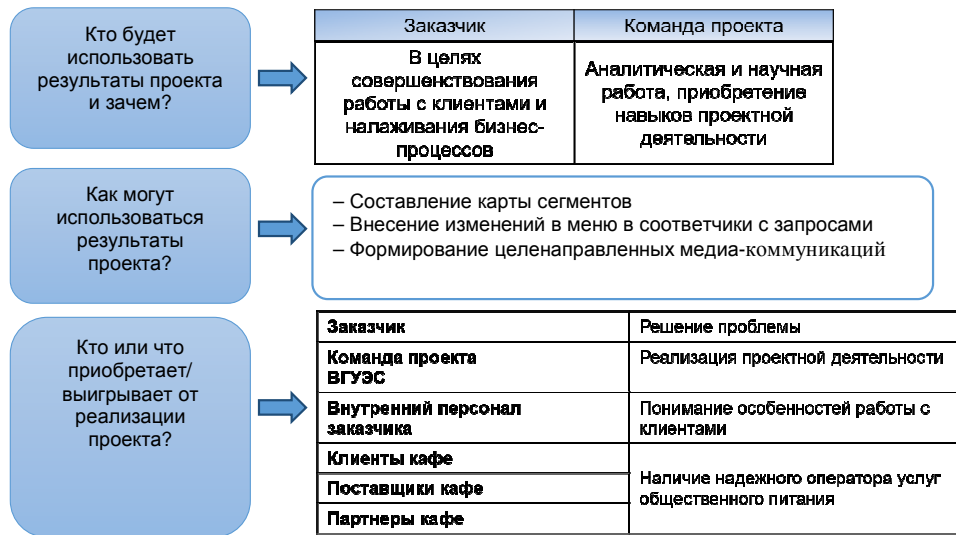 Кто будет
использовать
результаты проекта
и зачем?
Заказчик
Команда проекта
В целях
совершенствования
работы с клиентами и
налаживания бизнес-
процессов
Аналитическая и научная
работа, приобретение
навыков проектной
деятельности
Как могут
использоваться
результаты
проекта?
– Составление карты сегментов
– Внесение изменений в меню в соответчики с запросами
– Формирование целенаправленных медиа-коммуникаций
Кто или что
приобретает/
выигрывает от
реализации
проекта?
Заказчик
Решение проблемы
Команда проекта
ВГУЭС
Реализация проектной деятельности
Внутренний персонал
заказчика
Понимание особенностей работы с
клиентами
Клиенты кафе
Поставщики кафе
Партнеры кафе
Наличие надежного оператора услуг
общественного питания